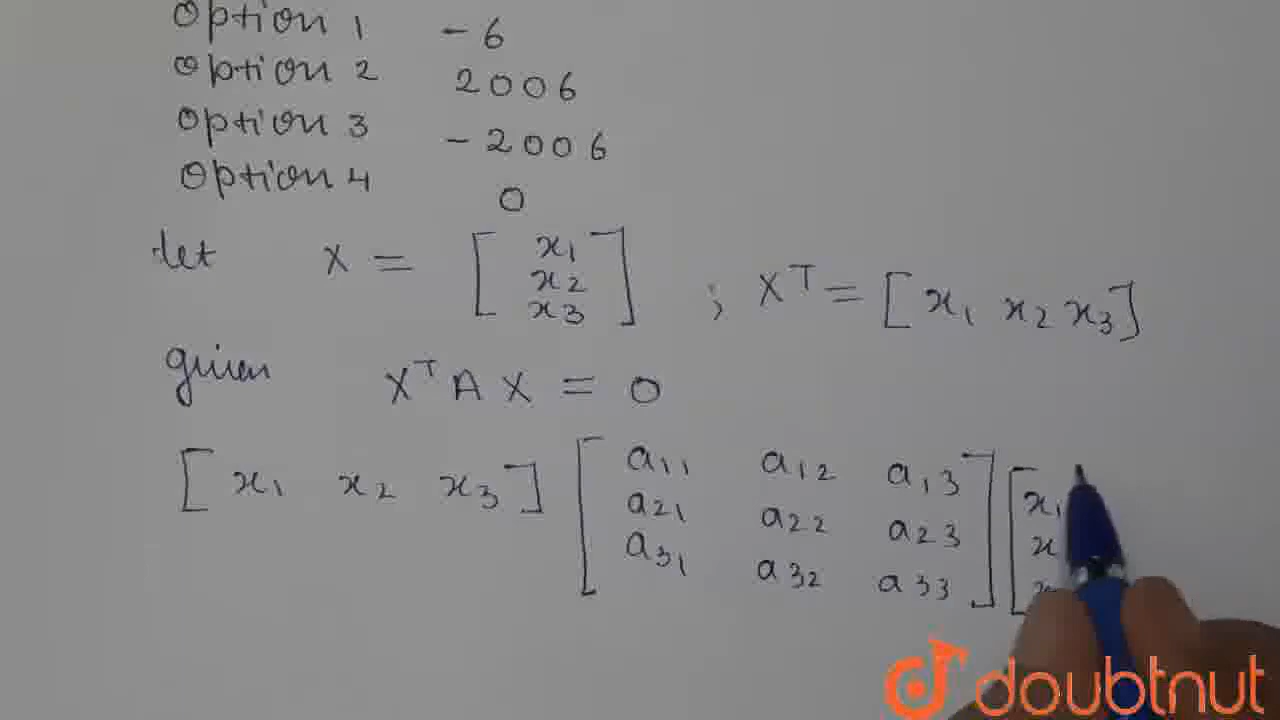 Option 1 -6
Option 2 2006
Option 3 -2006
Option 4 0
let X = [ x1 x2 x3 ] ; X^T = [ x1 x2 x3 ]
given X^T A X = 0
[ x1 x2 x3 ] [ a11 a12 a13 ] [ x1
a21 a22 a23 x
a31 a32 a33
doubtnut